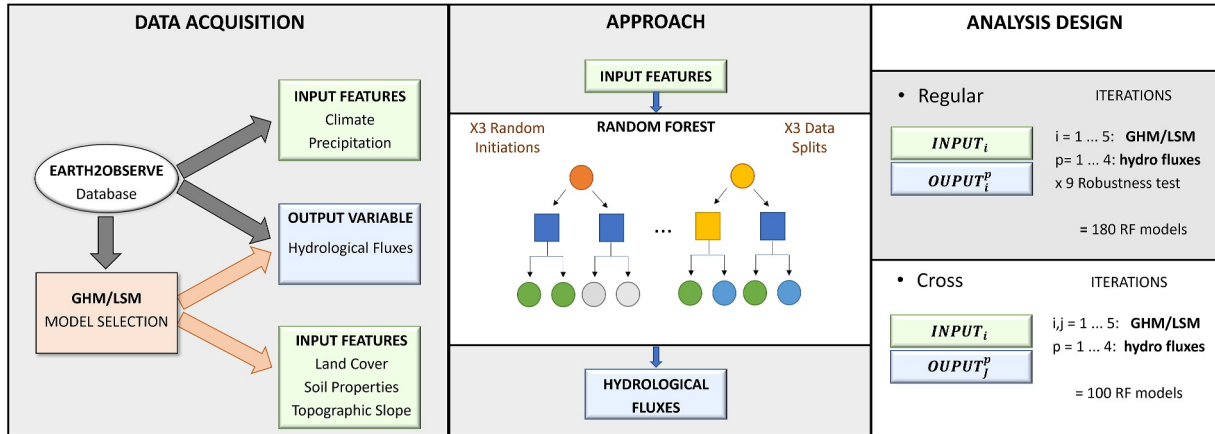 DATA ACQUISITION
INPUT FEATURES
Climate
Precipitation
EARTH2OBSERVE
Database
OUTPUT VARIABLE
Hydrological Fluxes
GHM/LSM
MODEL SELECTION
INPUT FEATURES
Land Cover
Soil Properties
Topographic Slope
APPROACH
INPUT FEATURES
RANDOM FOREST
X3 Random
Initiations
X3 Data
Splits
...
HYDROLOGICAL
FLUXES
ANALYSIS DESIGN
• Regular
ITERATIONS
INPUT_i
OUPUT_i^p
i = 1 ... 5: GHM/LSM
p= 1 ... 4: hydro fluxes
x 9 Robustness test
= 180 RF models
• Cross
ITERATIONS
INPUT_i
OUPUT_j^p
i,j = 1 ... 5: GHM/LSM
p = 1 ... 4: hydro fluxes
= 100 RF models